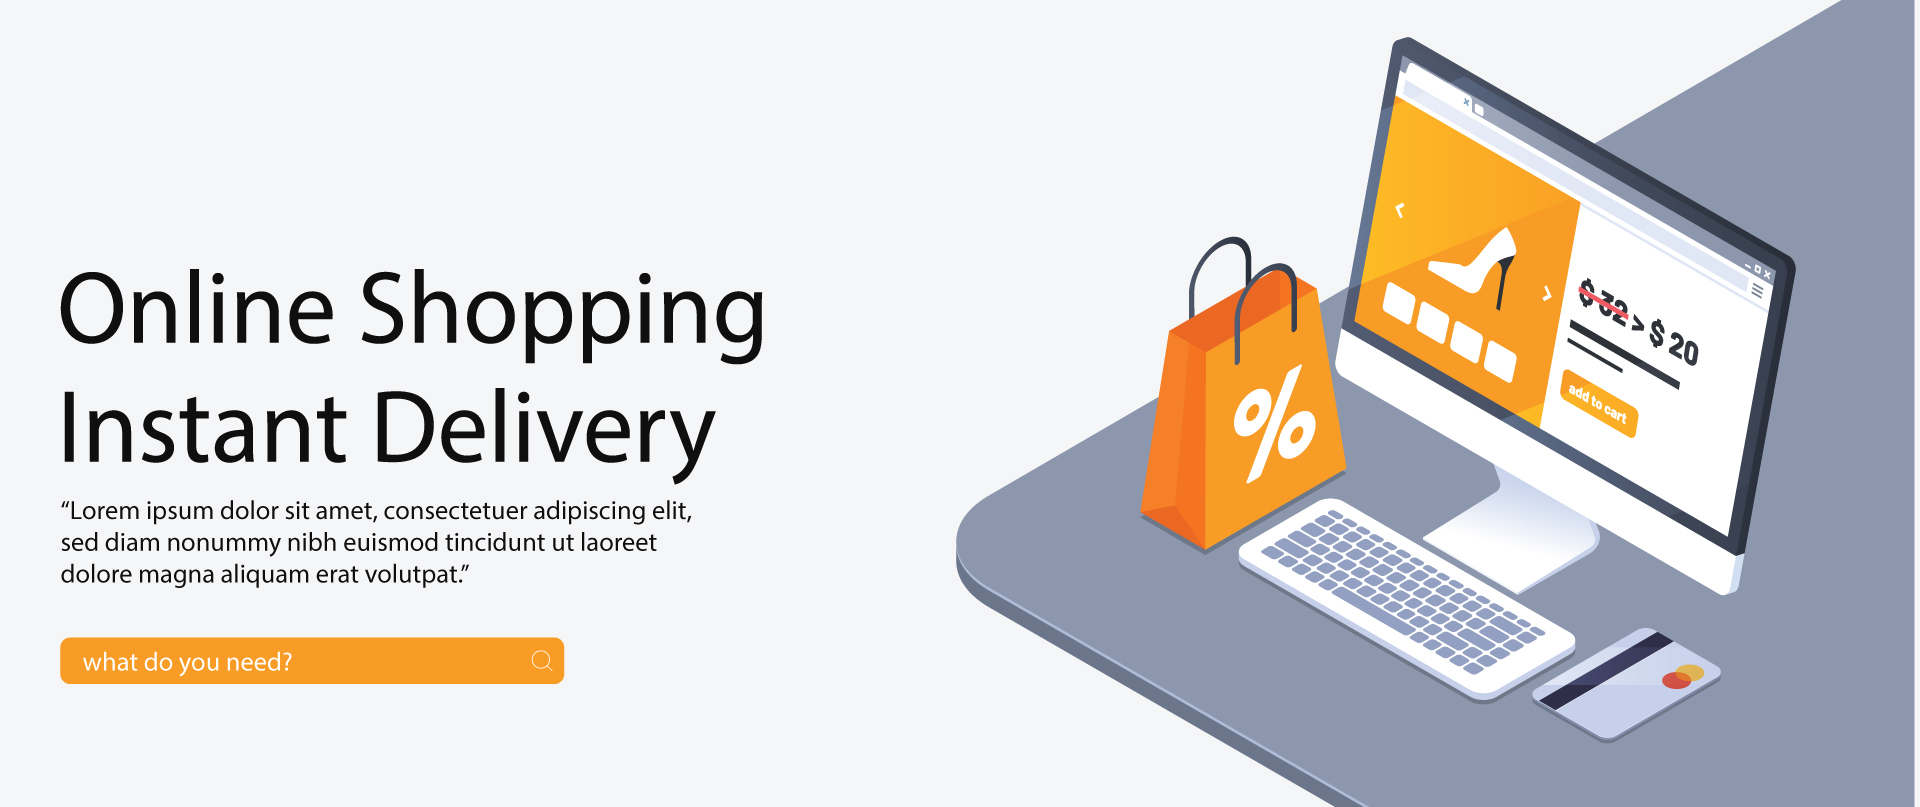 Online Shopping
Instant Delivery
“Lorem ipsum dolor sit amet, consectetuer adipiscing elit,
sed diam nonummy nibh euismod tincidunt ut laoreet
dolore magna aliquam erat volutpat.”
what do you need?
%
$ 32 > $ 20
add to cart